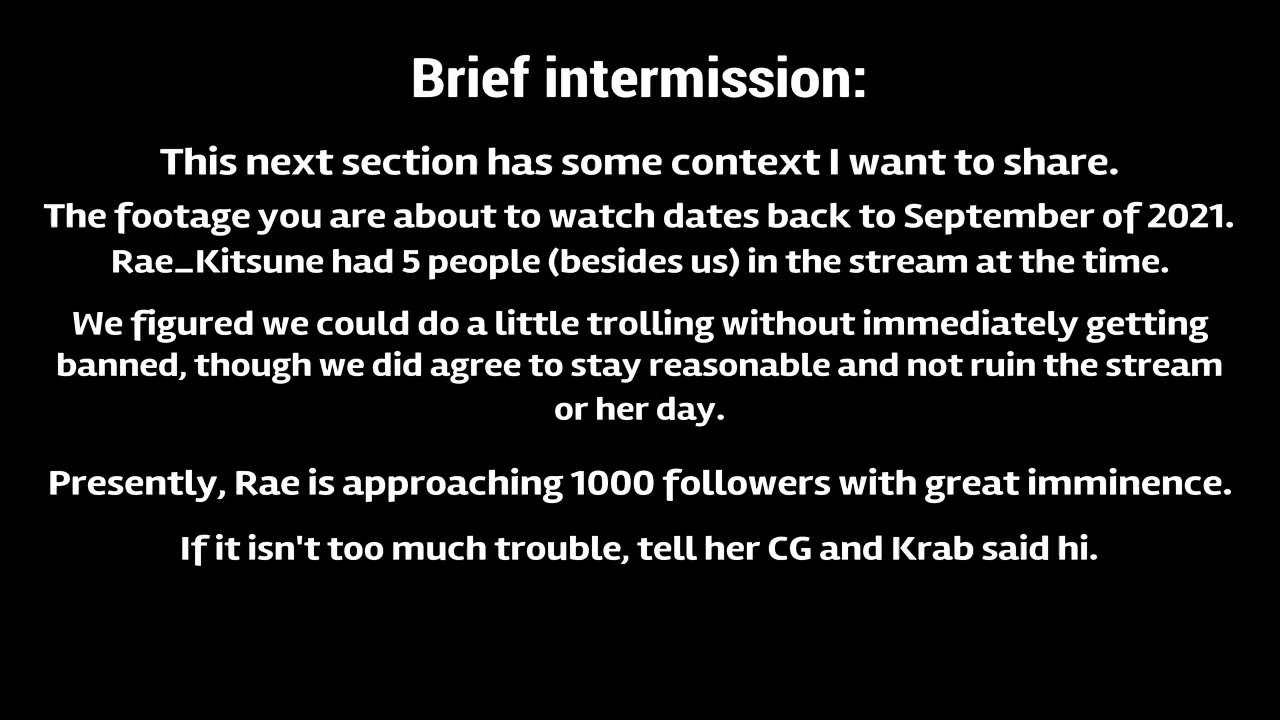 Brief intermission:
This next section has some context I want to share.
The footage you are about to watch dates back to September of 2021.
Rae_Kitsune had 5 people (besides us) in the stream at the time.
We figured we could do a little trolling without immediately getting
banned, though we did agree to stay reasonable and not ruin the stream
or her day.
Presently, Rae is approaching 1000 followers with great imminence.
If it isn't too much trouble, tell her CG and Krab said hi.